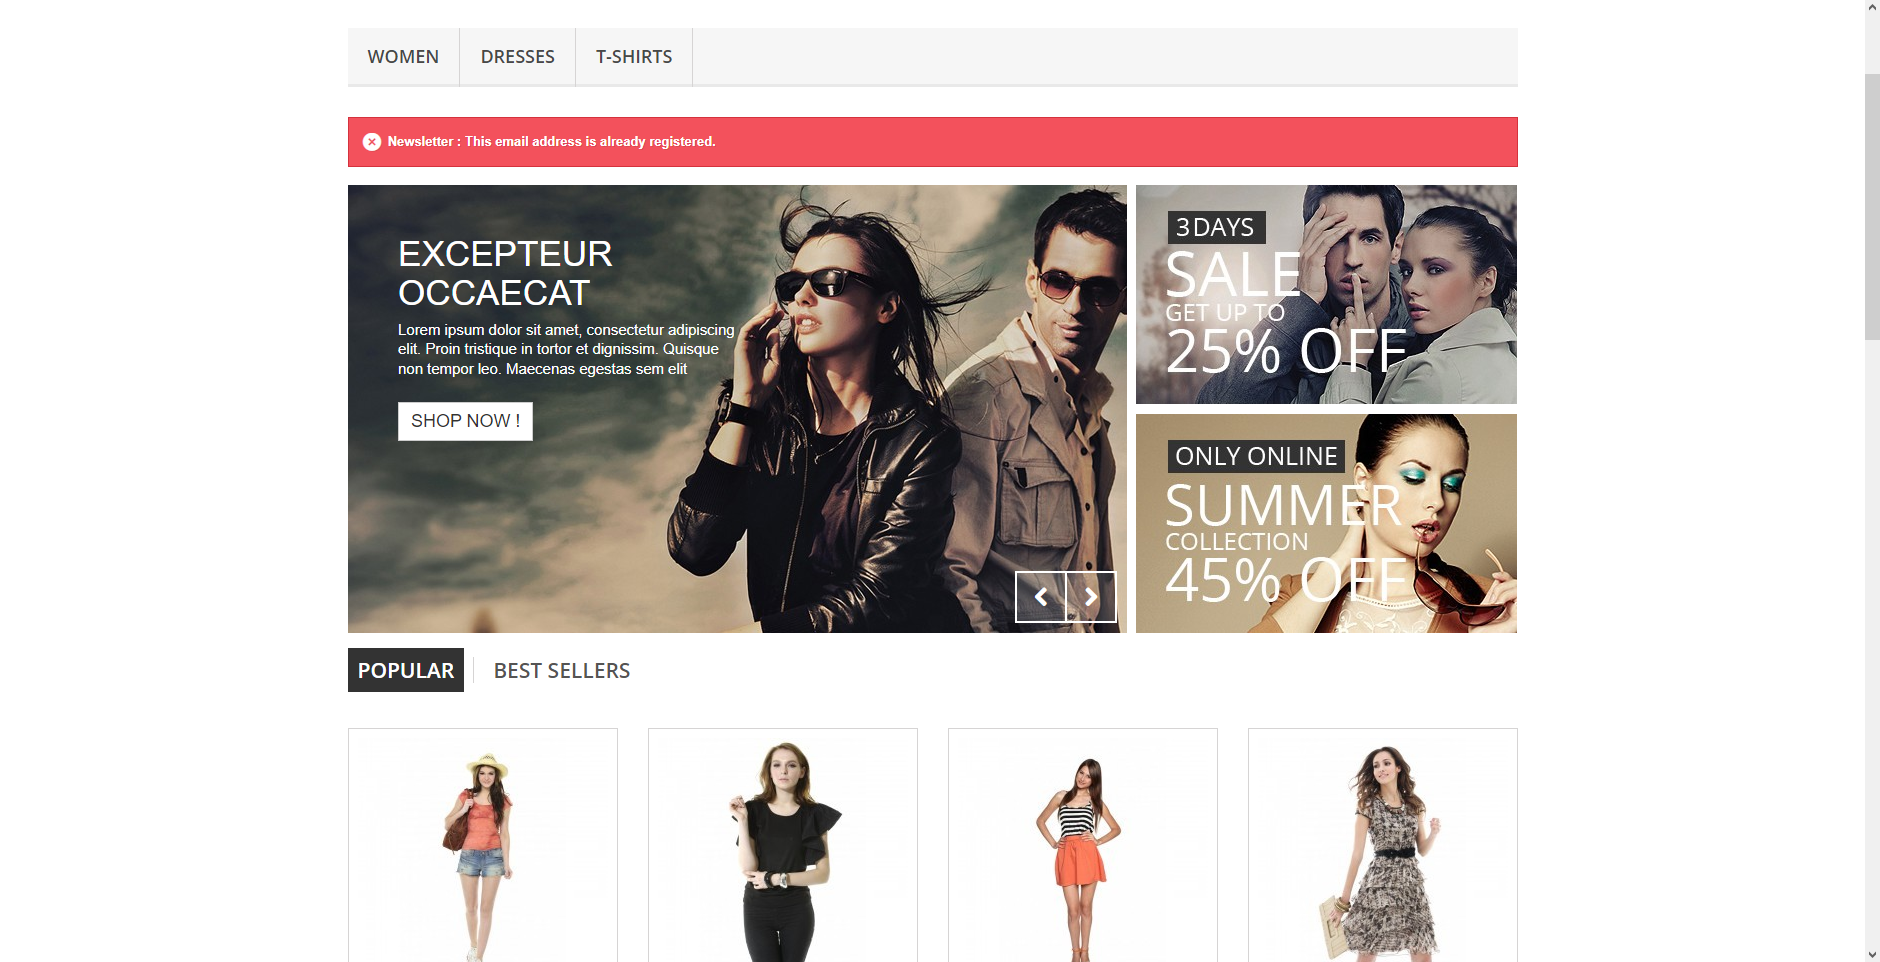 WOMEN
DRESSES
T-SHIRTS
Newsletter : This email address is already registered.
EXCEPTEUR
OCCAECAT
Lorem ipsum dolor sit amet, consectetur adipiscing
elit. Proin tristique in tortor et dignissim. Quisque
non tempor leo. Maecenas egestas sem elit
SHOP NOW !
3 DAYS
SALE
GET UP TO
25% OFF
ONLY ONLINE
SUMMER
COLLECTION
45% OFF
POPULAR
BEST SELLERS